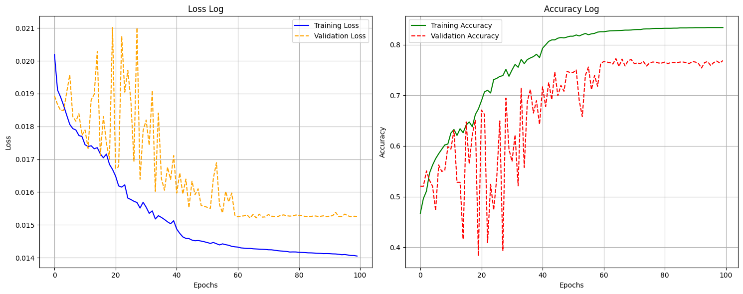 Loss Log
Training Loss
Validation Loss
0.021
0.020
0.019
0.018
0.017
0.016
0.015
0.014
Loss
0
20
40
60
80
100
Epochs
Accuracy Log
Training Accuracy
Validation Accuracy
0.8
0.7
0.6
0.5
0.4
Accuracy
0
20
40
60
80
100
Epochs